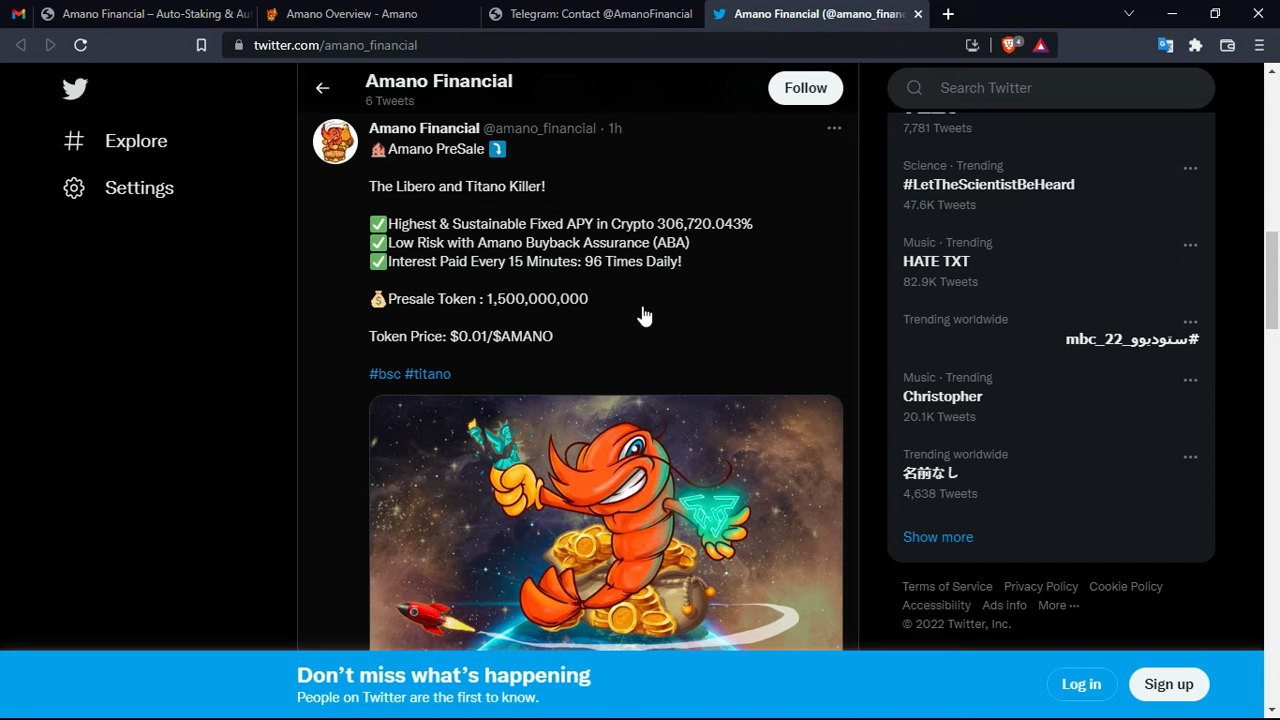 Amano Financial – Auto-Staking & Au
Amano Overview - Amano
Telegram: Contact @AmanoFinancial
Amano Financial (@amano_finan
twitter.com/amano_financial
4
Explore
Settings
Amano Financial
6 Tweets
Follow
Amano Financial @amano_financial · 1h
Amano PreSale
The Libero and Titano Killer!
✅Highest & Sustainable Fixed APY in Crypto 306,720.043%
✅Low Risk with Amano Buyback Assurance (ABA)
✅Interest Paid Every 15 Minutes: 96 Times Daily!
💰Presale Token : 1,500,000,000
Token Price: $0.01/$AMANO
#bsc #titano
Search Twitter
7,781 Tweets
Science · Trending
#LetTheScientistBeHeard
47.6K Tweets
Music · Trending
HATE TXT
82.9K Tweets
Trending worldwide
#ستوديوو_22_mbc
Music · Trending
Christopher
20.1K Tweets
Trending worldwide
名前なし
4,638 Tweets
Show more
Terms of Service Privacy Policy Cookie Policy
Accessibility Ads info More ···
© 2022 Twitter, Inc.
Don’t miss what’s happening
People on Twitter are the first to know.
Log in
Sign up